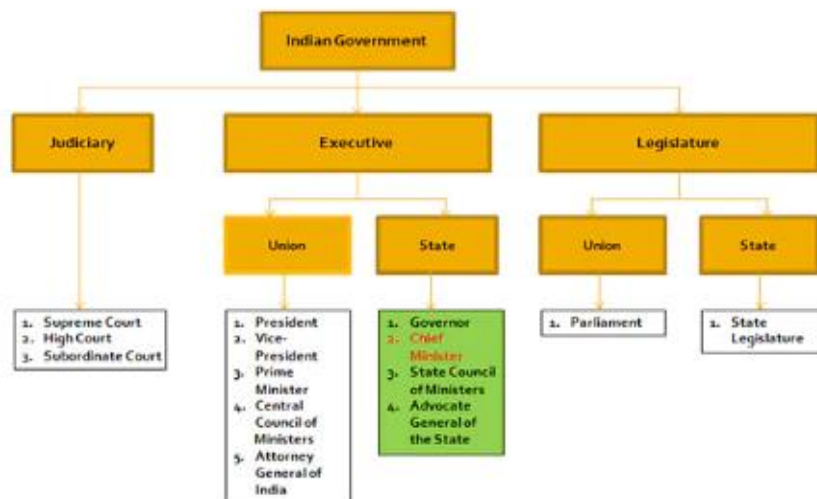 Indian Government
Judiciary
Executive
Legislature
Union
State
Union
State
1. Supreme Court
2. High Court
3. Subordinate Court
1. President
2. Vice-
President
3. Prime
Minister
4. Central
Council of
Ministers
5. Attorney
General of
India
1. Governor
2. Chief
Minister
3. State Council
of Ministers
4. Advocate
General of
the State
1. Parliament
1. State
Legislature